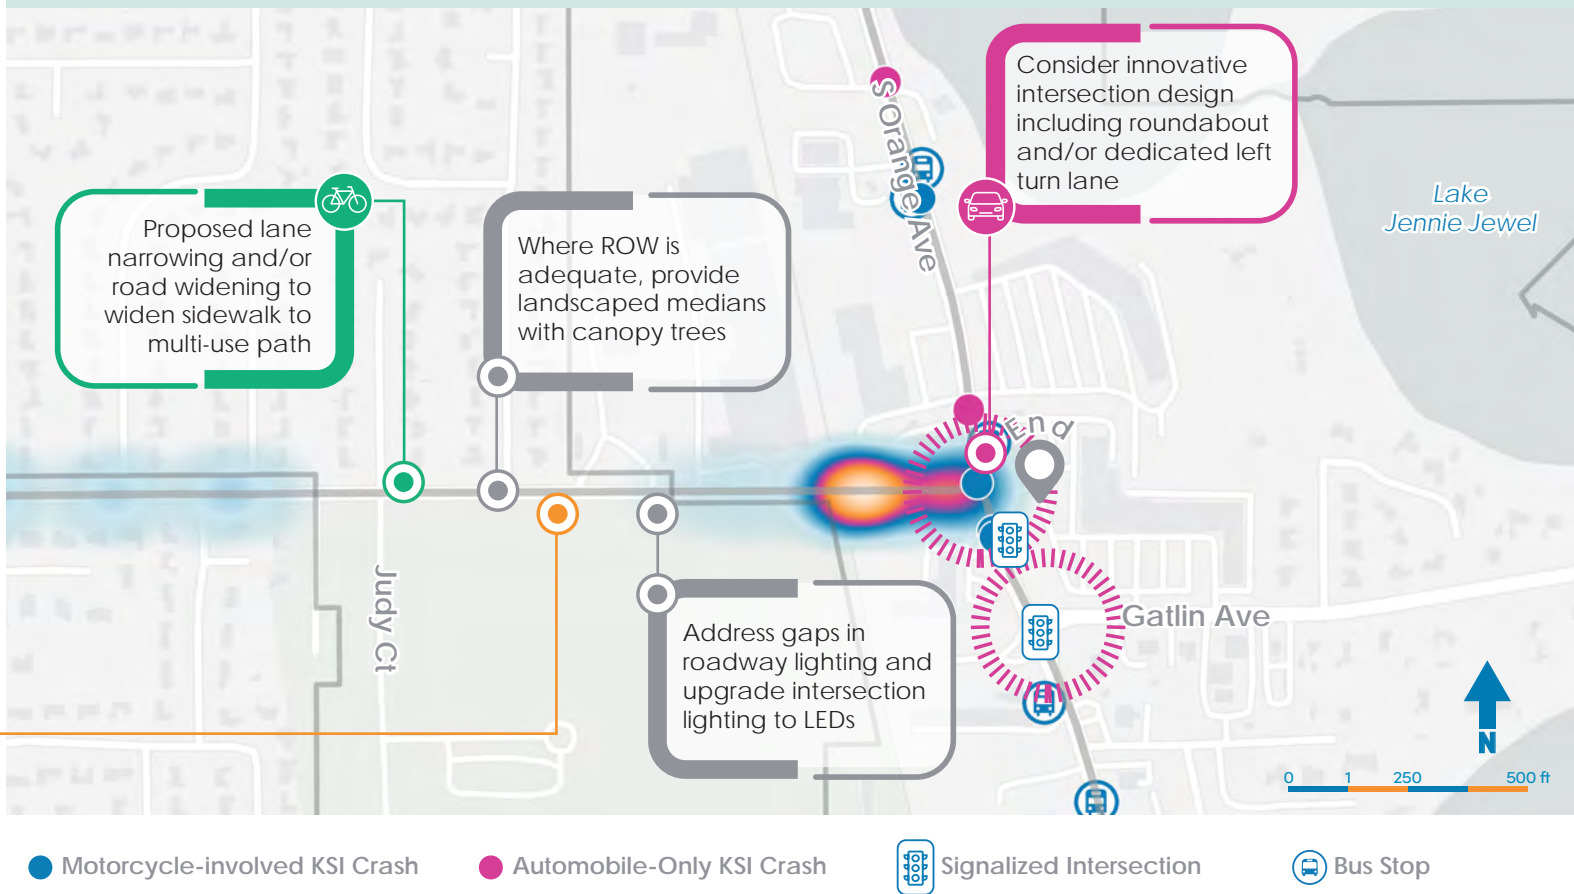 Consider innovative
intersection design
including roundabout
and/or dedicated left
turn lane
S Orange Ave
Lake
Jennie Jewel
Proposed lane
narrowing and/or
road widening to
widen sidewalk to
multi-use path
Where ROW is
adequate, provide
landscaped medians
with canopy trees
End
Judy Ct
Gatlin Ave
Address gaps in
roadway lighting and
upgrade intersection
lighting to LEDs
N
0 1 250 500 ft
Motorcycle-involved KSI Crash
Automobile-Only KSI Crash
Signalized Intersection
Bus Stop